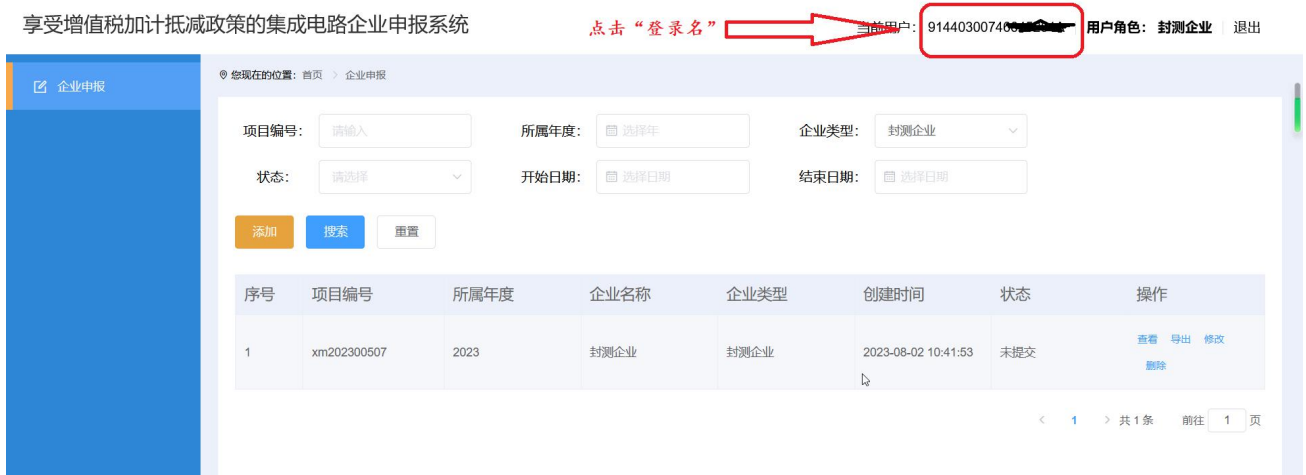 享受增值税加计抵减政策的集成电路企业申报系统
点击“登录名”
当前用户: 91440300746 用户角色: 封测企业 退出
企业申报
您现在的位置: 首页 > 企业申报
项目编号: 请输入 所属年度: 选择年 企业类型: 封测企业
状态: 请选择 开始日期: 选择日期 结束日期: 选择日期
添加 搜索 重置
序号 项目编号 所属年度 企业名称 企业类型 创建时间 状态 操作
1 xm202300507 2023 封测企业 封测企业 2023-08-02 10:41:53 未提交 查看 导出 修改
删除
< 1 > 共 1 条 前往 1 页